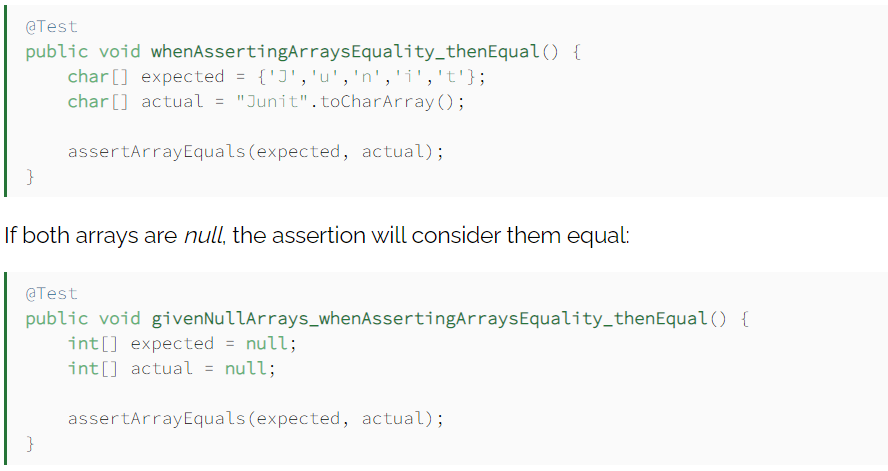 @Test
public void whenAssertingArraysEquality_thenEqual() {
    char[] expected = {'J','u','n','i','t'};
    char[] actual = "Junit".toCharArray();
    assertArrayEquals(expected, actual);
}
If both arrays are null, the assertion will consider them equal:
@Test
public void givenNullArrays_whenAssertingArraysEquality_thenEqual() {
    int[] expected = null;
    int[] actual = null;
    assertArrayEquals(expected, actual);
}